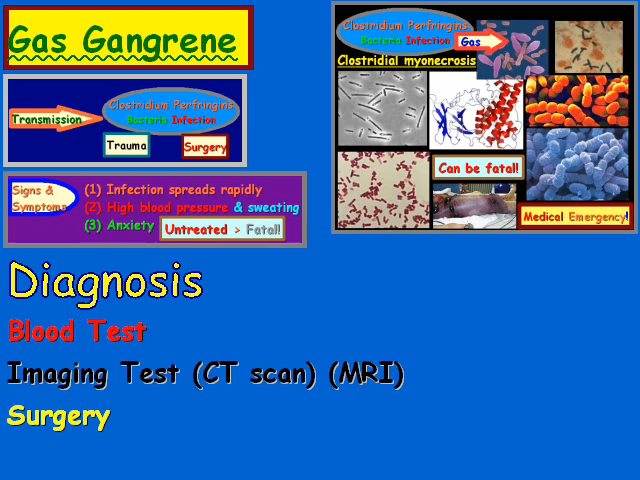 Gas Gangrene
Clostridium Perfringins
Bacteria Infection
Gas
Clostridial myonecrosis
Can be fatal!
Medical Emergency!
Transmission
Clostridium Perfringins
Bacteria Infection
Trauma
Surgery
Signs &
Symptoms
(1) Infection spreads rapidly
(2) High blood pressure & sweating
(3) Anxiety
Untreated > Fatal!
Diagnosis
Blood Test
Imaging Test (CT scan) (MRI)
Surgery